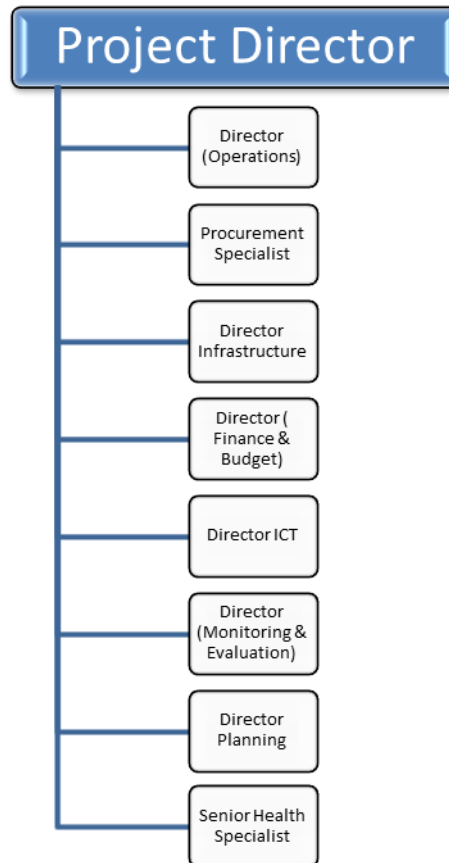 Project Director
Director
(Operations)
Procurement
Specialist
Director
Infrastructure
Director (
Finance &
Budget)
Director ICT
Director
(Monitoring &
Evaluation)
Director
Planning
Senior Health
Specialist